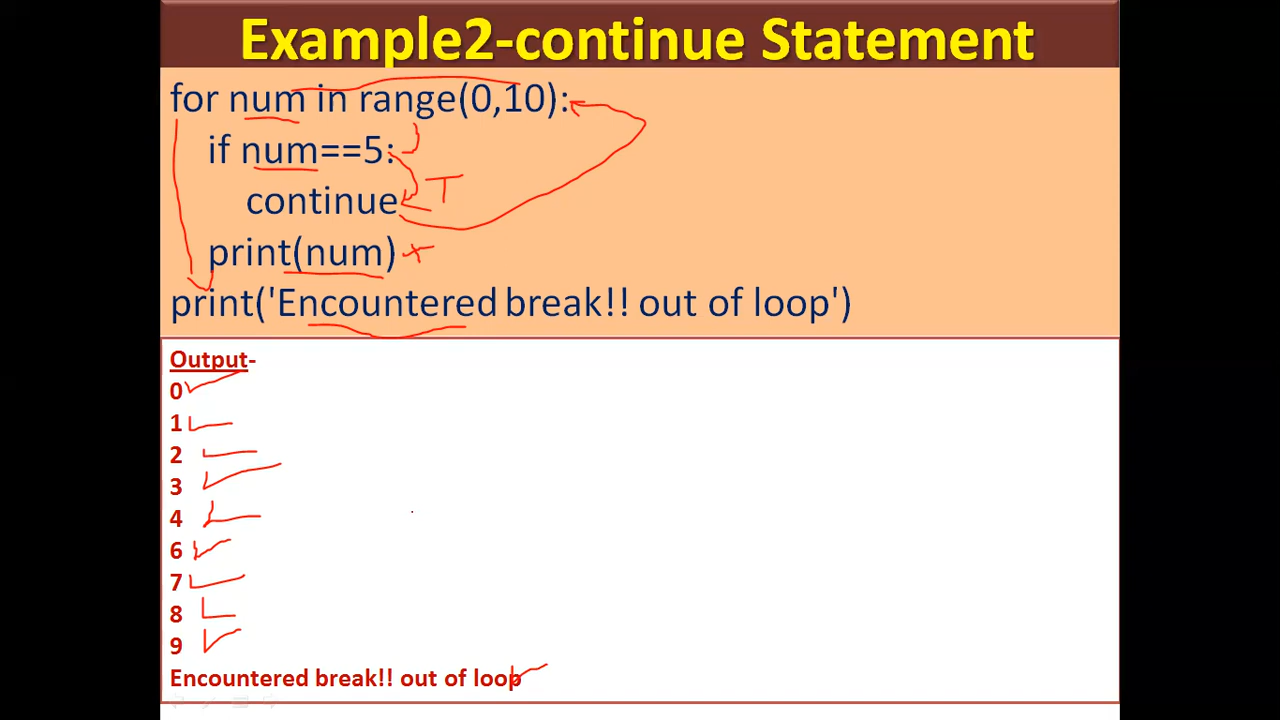 Example2-continue Statement
for num in range(0,10):
if num==5:
continue T
print(num) x
print('Encountered break!! out of loop')
Output-
0
1
2
3
4
6
7
8
9
Encountered break!! out of loop